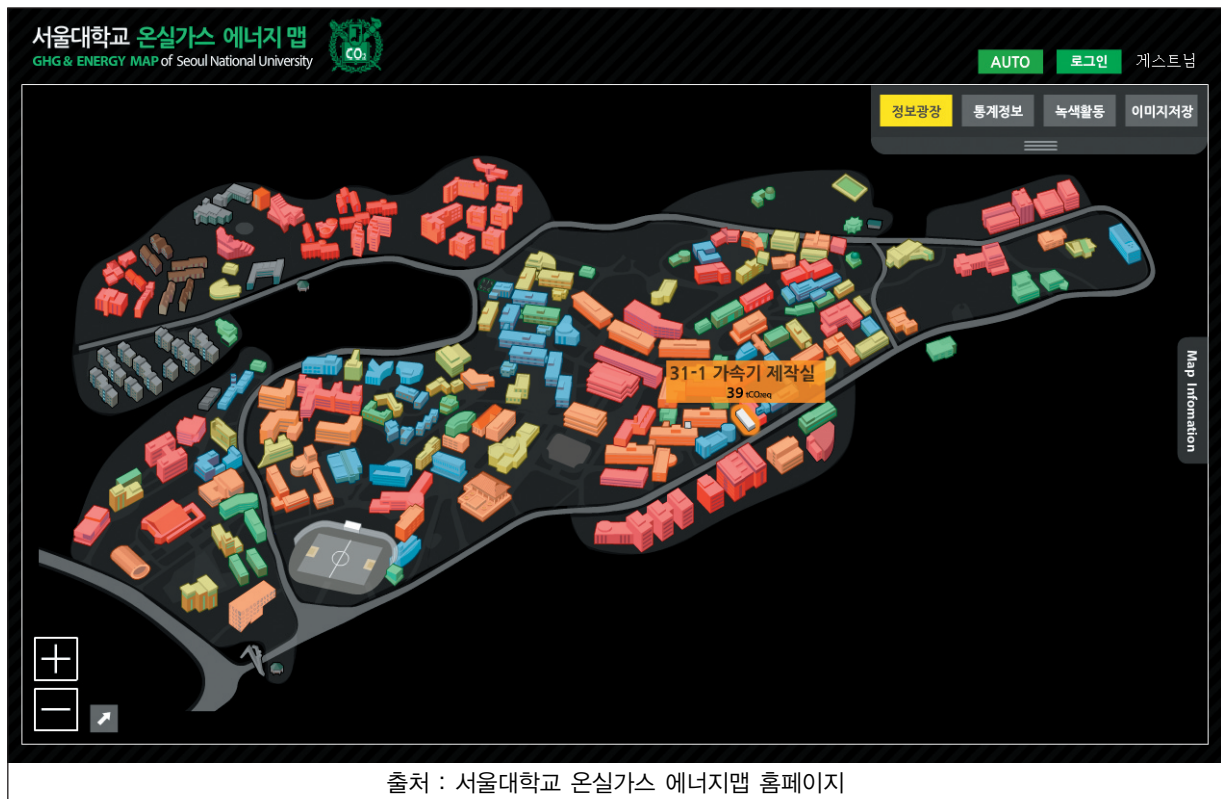 서울대학교 온실가스 에너지 맵
GHG & ENERGY MAP of Seoul National University
CO₂
AUTO
로그인
게스트님
정보광장
통계정보
녹색활동
이미지저장
31-1 가속기 제작실
39 tCO₂eq
Map Infomation
출처 : 서울대학교 온실가스 에너지맵 홈페이지